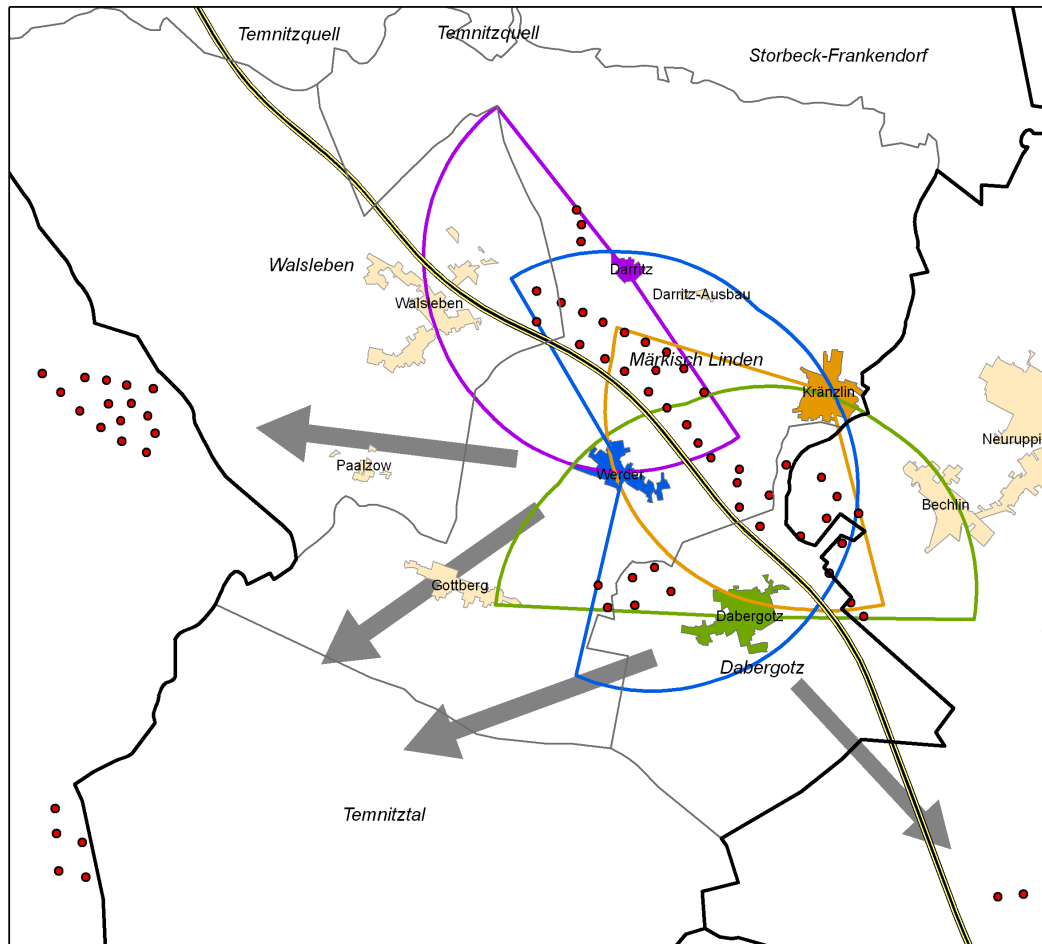 Temnitzquell
Temnitzquell
Storbeck-Frankendorf
Walsleben
Darritz
Darritz-Ausbau
Walsleben
Märkisch Linden
Kränzlin
Neuruppi
Paalzow
Werder
Bechlin
Gottberg
Dabergotz
Dabergotz
Temnitztal